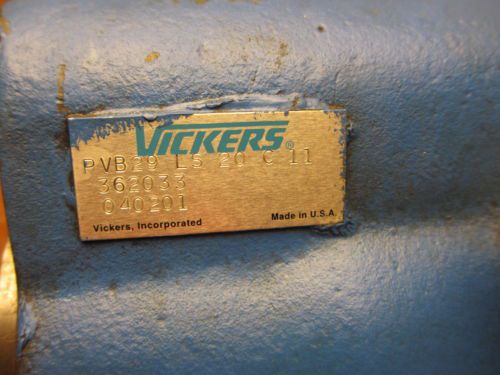 VICKERS®
PVB29 LS 20 C 11
362033
040201
Vickers, Incorporated
Made in U.S.A.